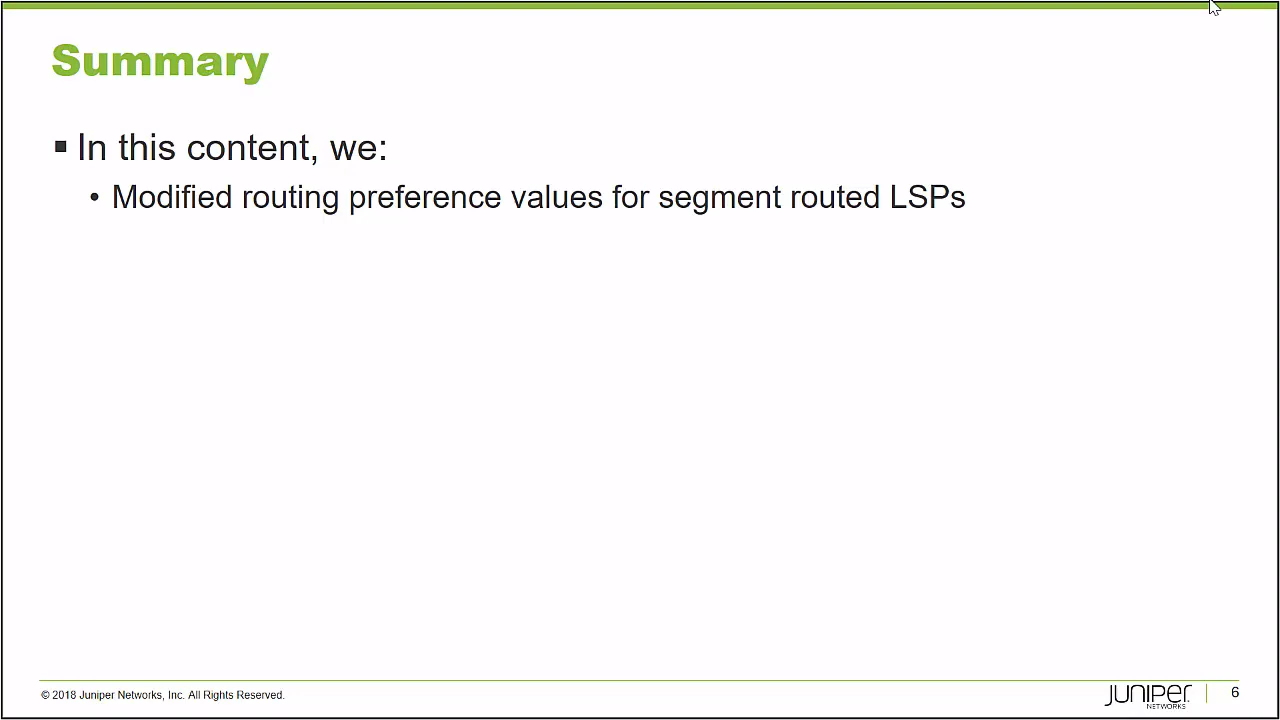 Summary
In this content, we:
Modified routing preference values for segment routed LSPs
© 2018 Juniper Networks, Inc. All Rights Reserved.
JUNIPER
NETWORKS
6